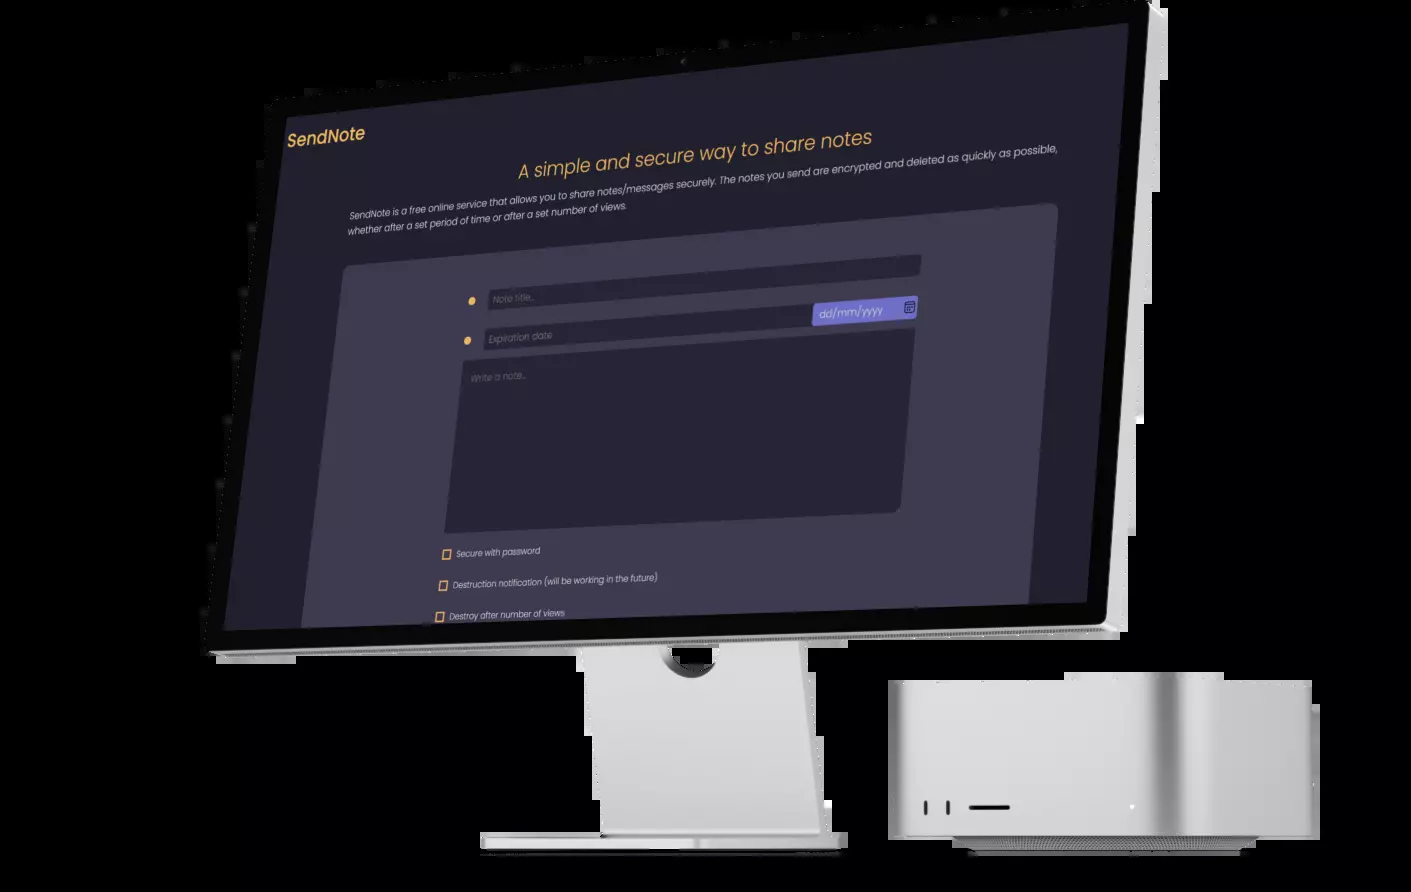 SendNote
A simple and secure way to share notes
SendNote is a free online service that allows you to share notes/messages securely. The notes you send are encrypted and deleted as quickly as possible,
whether after a set period of time or after a set number of views.
Note title..
Expiration date
dd/mm/yyyy
Write a note..
Secure with password
Destruction notification (will be working in the future)
Destroy after number of views